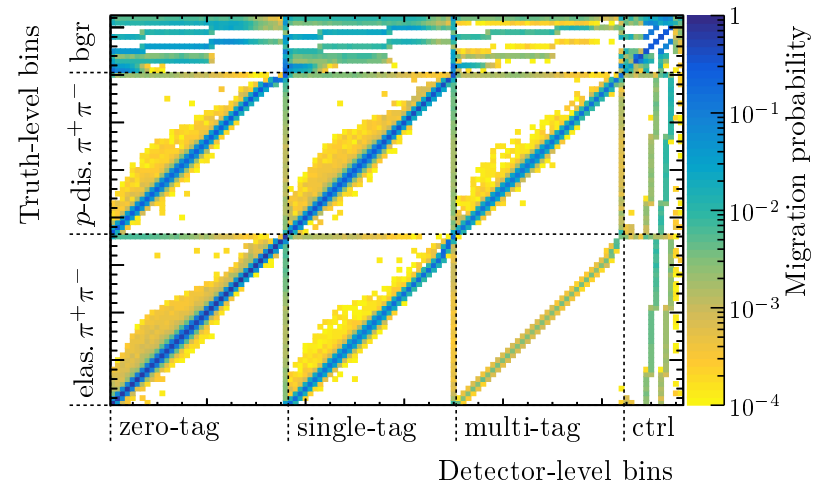 Truth-level bins
elas. π⁺π⁻ p-dis. π⁺π⁻ bgr
zero-tag single-tag multi-tag ctrl
Detector-level bins
1
10⁻¹
10⁻²
10⁻³
10⁻⁴
Migration probability